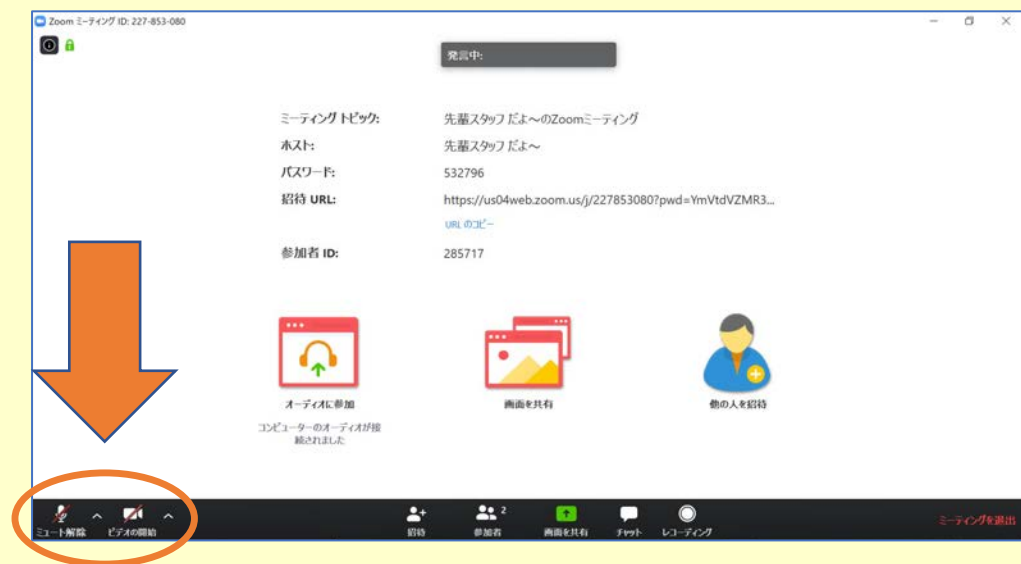 Zoom ミーティング ID: 227-853-080
発言中:
ミーティング トピック: 先輩スタッフ だよ～のZoomミーティング
ホスト: 先輩スタッフ だよ～
パスワード: 532796
招待 URL: https://us04web.zoom.us/j/227853080?pwd=YmVtdVZMR3...
URL のコピー
参加者 ID: 285717
オーディオに参加 画面を共有 他の人を招待
コンピューターのオーディオが接
続されました
ミュート解除 ビデオの開始 招待 参加者 2 画面を共有 チャット レコーディング ミーティングを退出